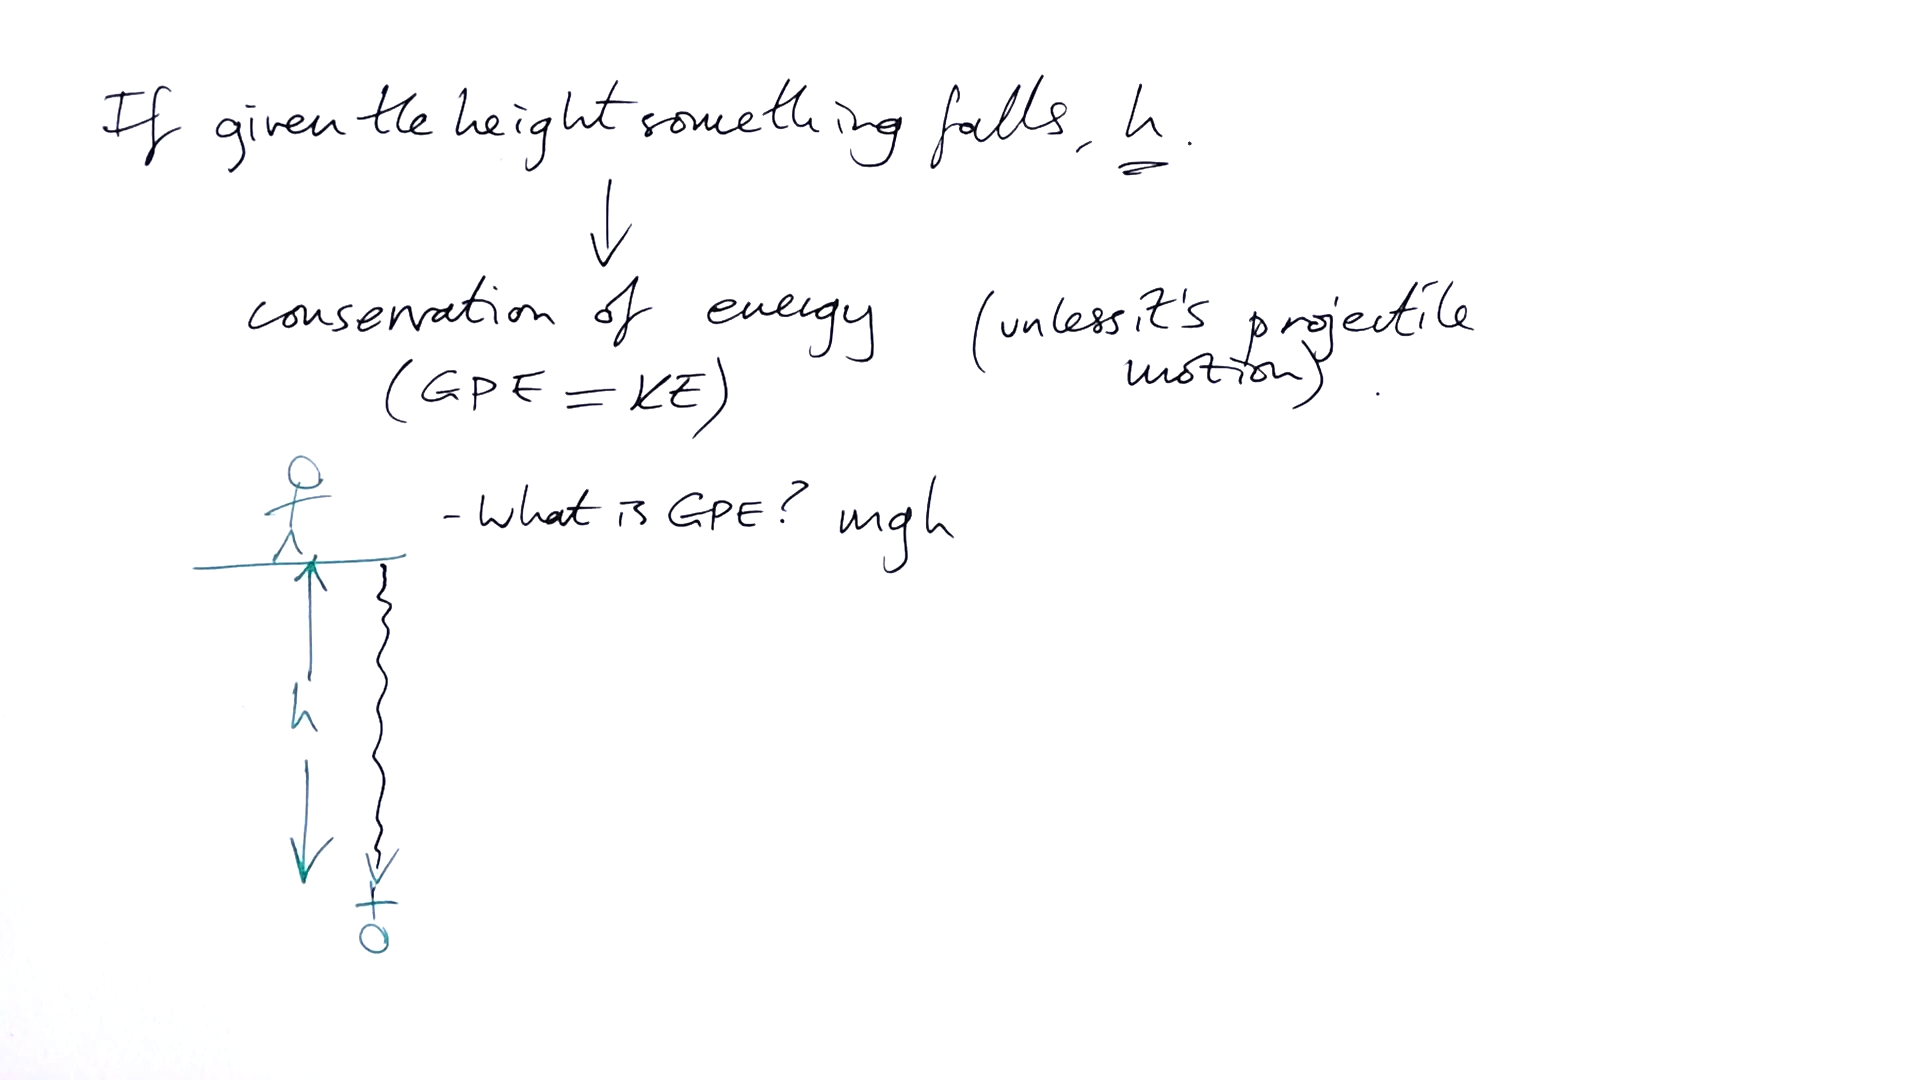 If given the height something falls, h.
conservation of energy (unless it's projectile
motion).
(GPE = KE)
- What is GPE? mgh
h